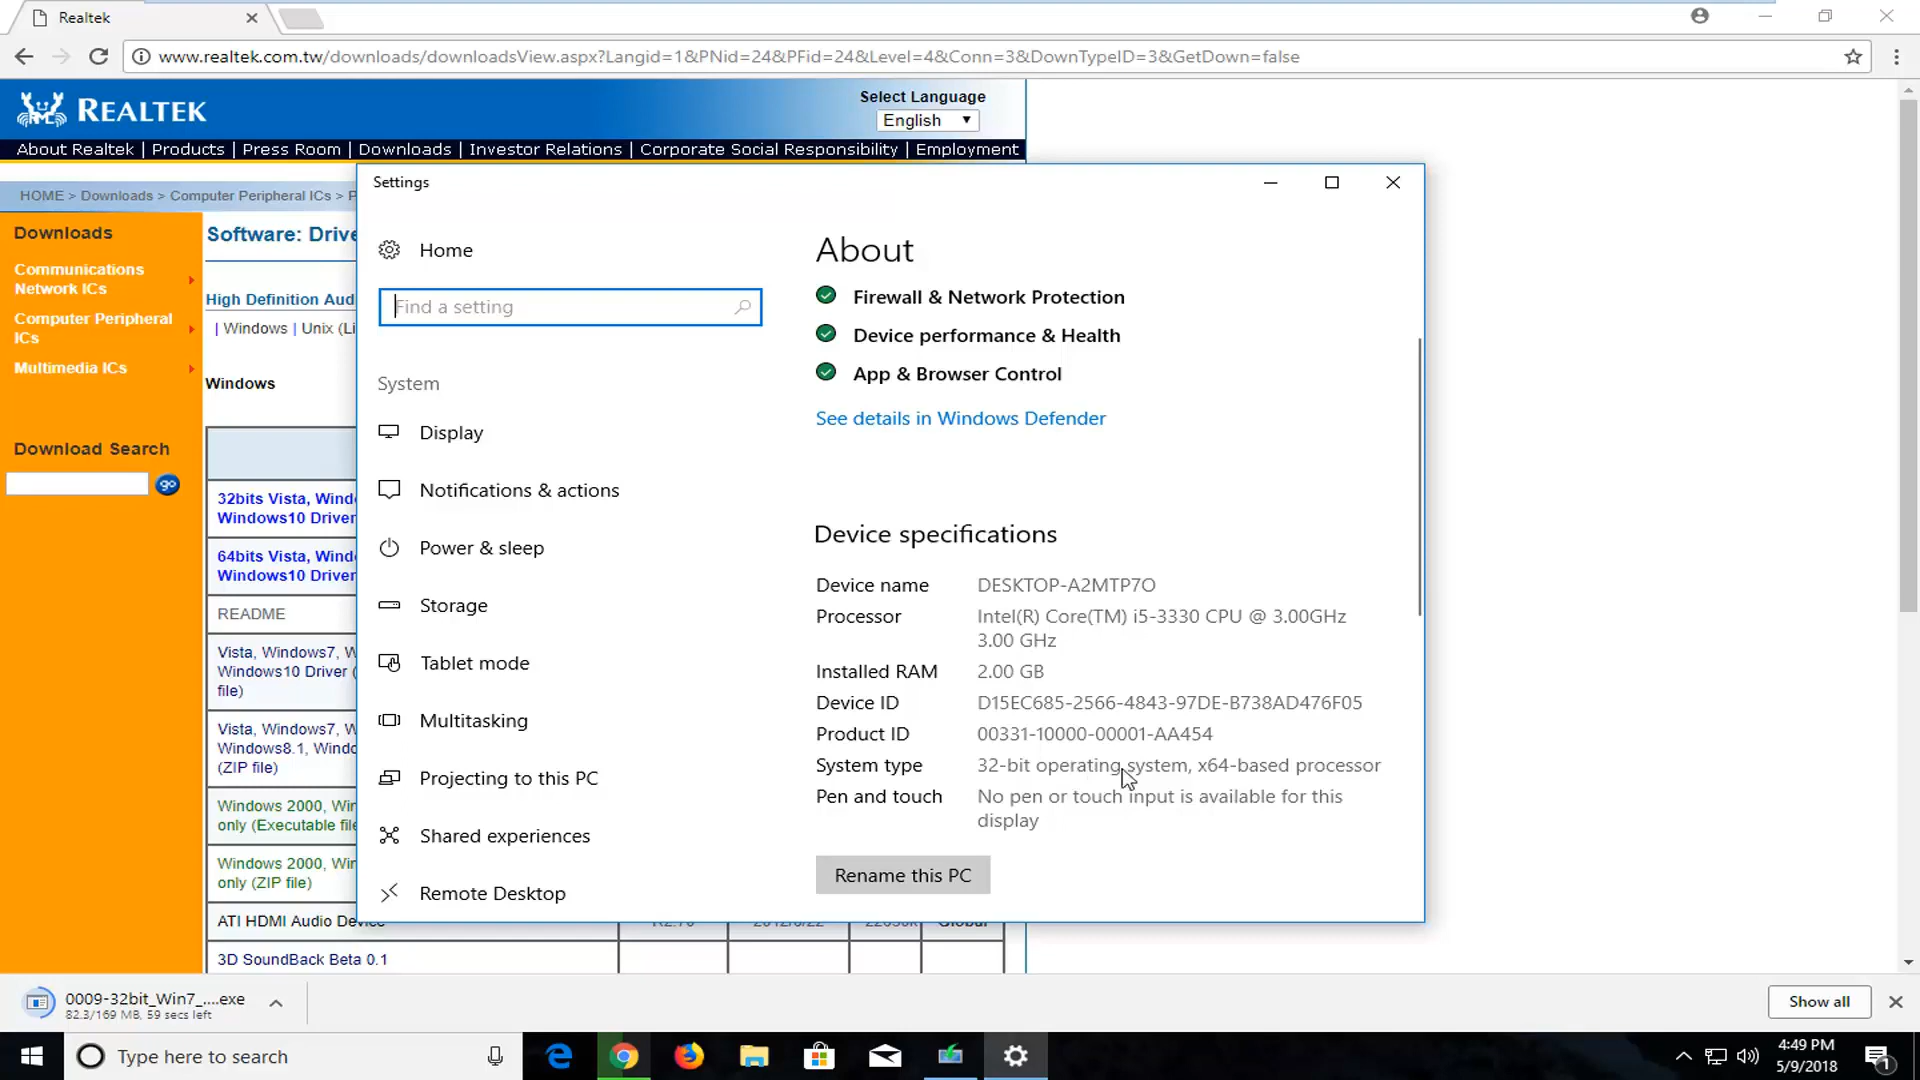 Realtek
www.realtek.com.tw/downloads/downloadsView.aspx?Langid=1&PNid=24&PFid=24&Level=4&Conn=3&DownTypeID=3&GetDown=false
REALTEK
Select Language
English
About Realtek | Products | Press Room | Downloads | Investor Relations | Corporate Social Responsibility | Employment
HOME > Downloads > Computer Peripheral ICs > P
Downloads
Communications
Network ICs
Computer Peripheral
ICs
Multimedia ICs
Download Search
go
Software: Drive
High Definition Aud
| Windows | Unix (Li
Windows
32bits Vista, Wind
Windows10 Driver
64bits Vista, Wind
Windows10 Driver
README
Vista, Windows7, W
Windows10 Driver (
file)
Vista, Windows7, W
Windows8.1, Windo
(ZIP file)
Windows 2000, Win
only (Executable file
Windows 2000, Win
only (ZIP file)
ATI HDMI Audio Device R2.70 2012/6/22 Global
3D SoundBack Beta 0.1
Settings
Home
Find a setting
System
Display
Notifications & actions
Power & sleep
Storage
Tablet mode
Multitasking
Projecting to this PC
Shared experiences
Remote Desktop
About
Firewall & Network Protection
Device performance & Health
App & Browser Control
See details in Windows Defender
Device specifications
Device name DESKTOP-A2MTP7O
Processor Intel(R) Core(TM) i5-3330 CPU @ 3.00GHz
3.00 GHz
Installed RAM 2.00 GB
Device ID D15EC685-2566-4843-97DE-B738AD476F05
Product ID 00331-10000-00001-AA454
System type 32-bit operating system, x64-based processor
Pen and touch No pen or touch input is available for this
display
Rename this PC
0009-32bit_Win7_....exe
82.3/169 MB, 59 secs left
Show all
Type here to search
4:49 PM
5/9/2018
1